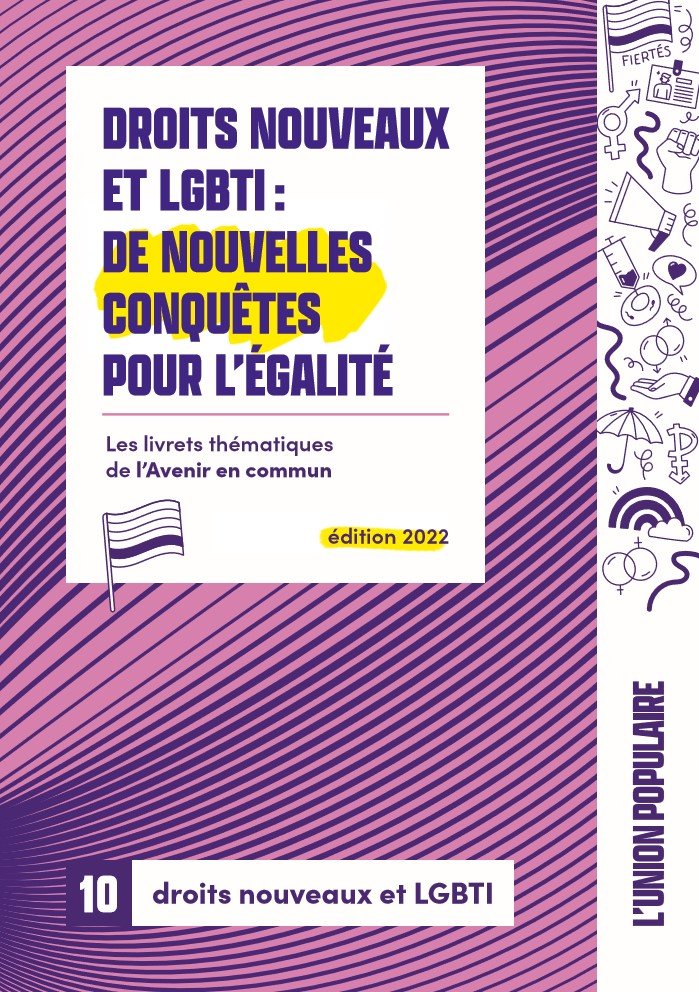 DROITS NOUVEAUX
ET LGBTI :
DE NOUVELLES
CONQUÊTES
POUR L'ÉGALITÉ
Les livrets thématiques
de l'Avenir en commun
édition 2022
10 droits nouveaux et LGBTI
FIERTÉS
L'UNION POPULAIRE